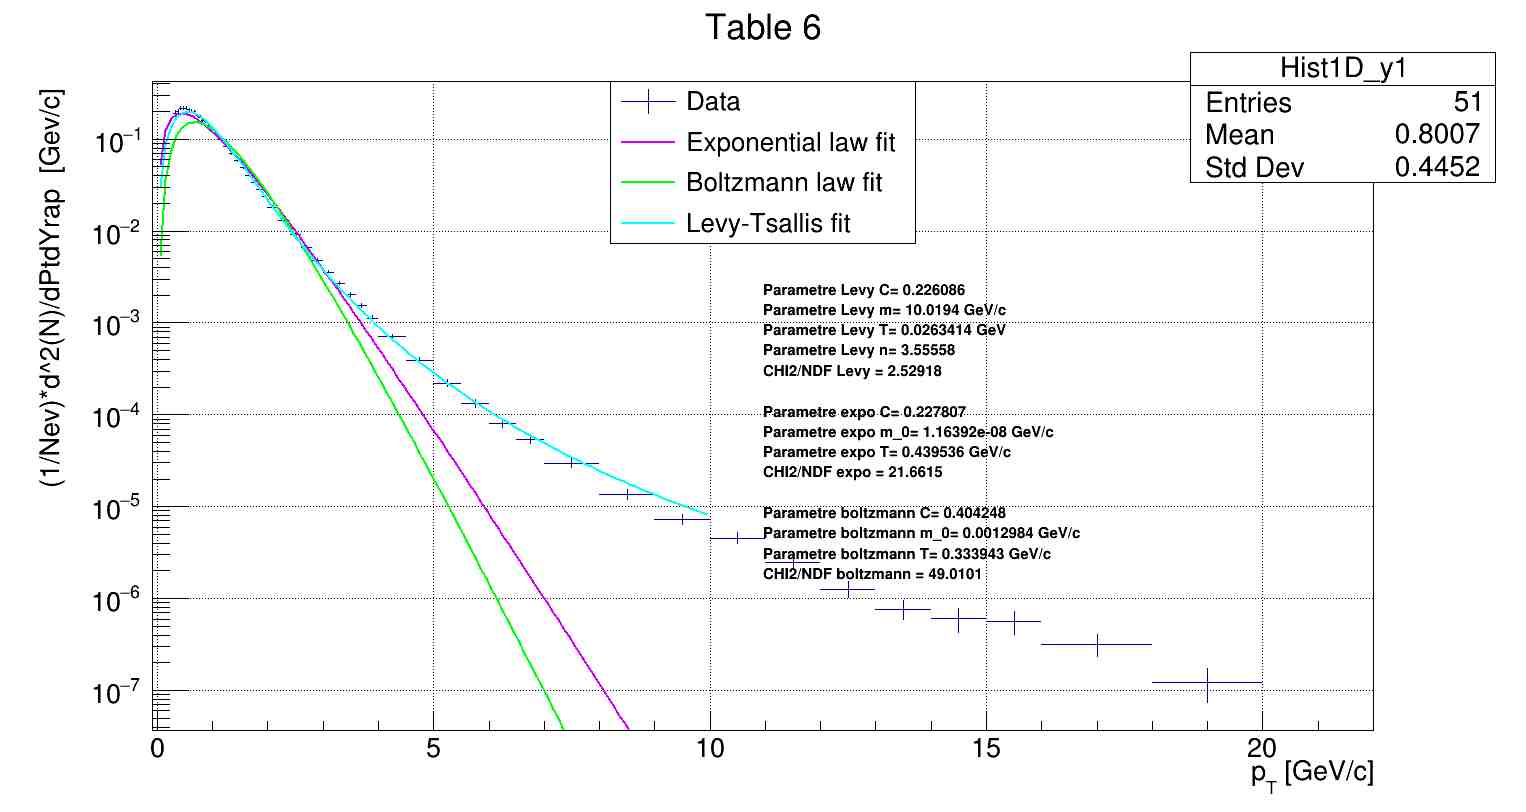 Table 6
Hist1D_y1
Entries 51
Mean 0.8007
Std Dev 0.4452
Data
Exponential law fit
Boltzmann law fit
Levy-Tsallis fit
(1/Nev)*d^2(N)/dPtdYrap [Gev/c]
10−1
10−2
10−3
10−4
10−5
10−6
10−7
Parametre Levy C= 0.226086
Parametre Levy m= 10.0194 GeV/c
Parametre Levy T= 0.0263414 GeV
Parametre Levy n= 3.55558
CHI2/NDF Levy = 2.52918
Parametre expo C= 0.227807
Parametre expo m_0= 1.16392e-08 GeV/c
Parametre expo T= 0.439536 GeV/c
CHI2/NDF expo = 21.6615
Parametre boltzmann C= 0.404248
Parametre boltzmann m_0= 0.0012984 GeV/c
Parametre boltzmann T= 0.333943 GeV/c
CHI2/NDF boltzmann = 49.0101
0 5 10 15 20
pT [GeV/c]